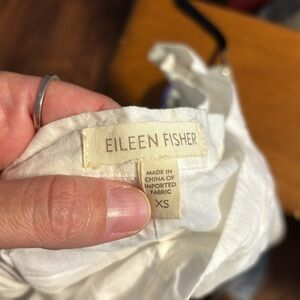 EILEEN FISHER
MADE IN
CHINA OF
IMPORTED
FABRIC
XS